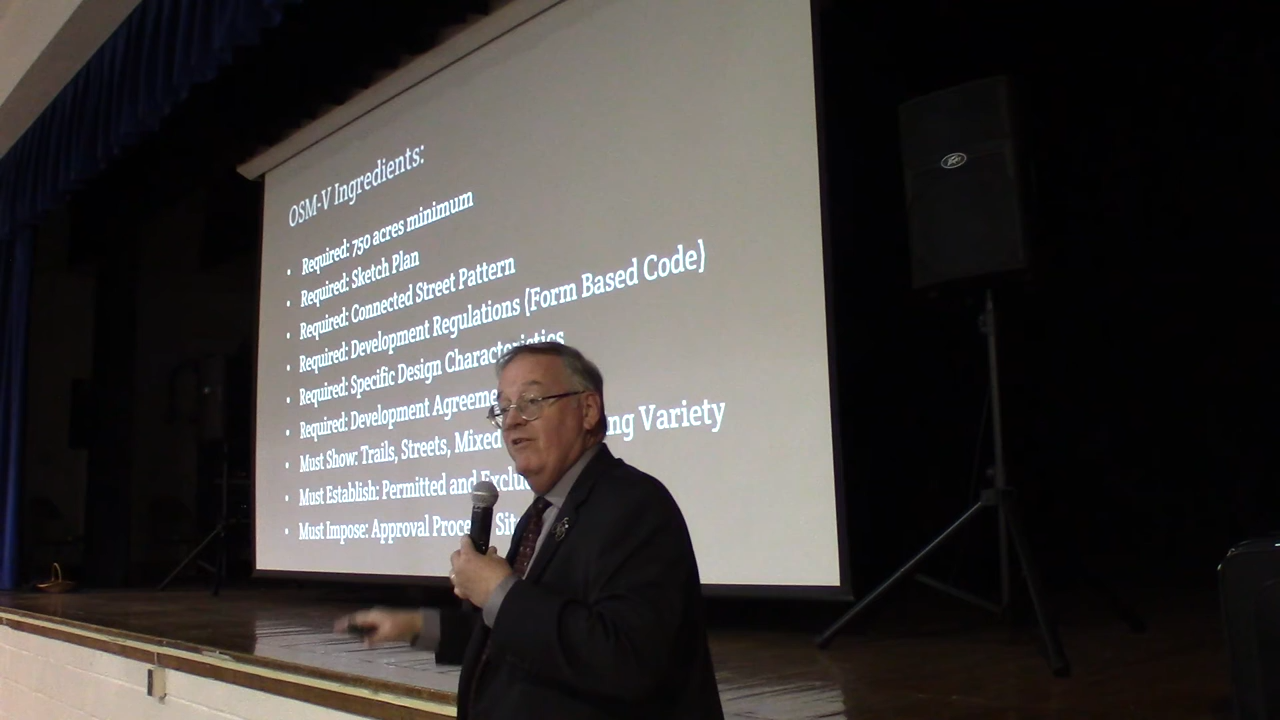 OSM-V Ingredients:
• Required: 750 acres minimum
• Required: Sketch Plan
• Required: Connected Street Pattern
• Required: Development Regulations (Form Based Code)
• Required: Specific Design Characteristics
• Required: Development Agreeme
• Must Show: Trails, Streets, Mixed ng Variety
• Must Establish: Permitted and Exclu
• Must Impose: Approval Process Sit